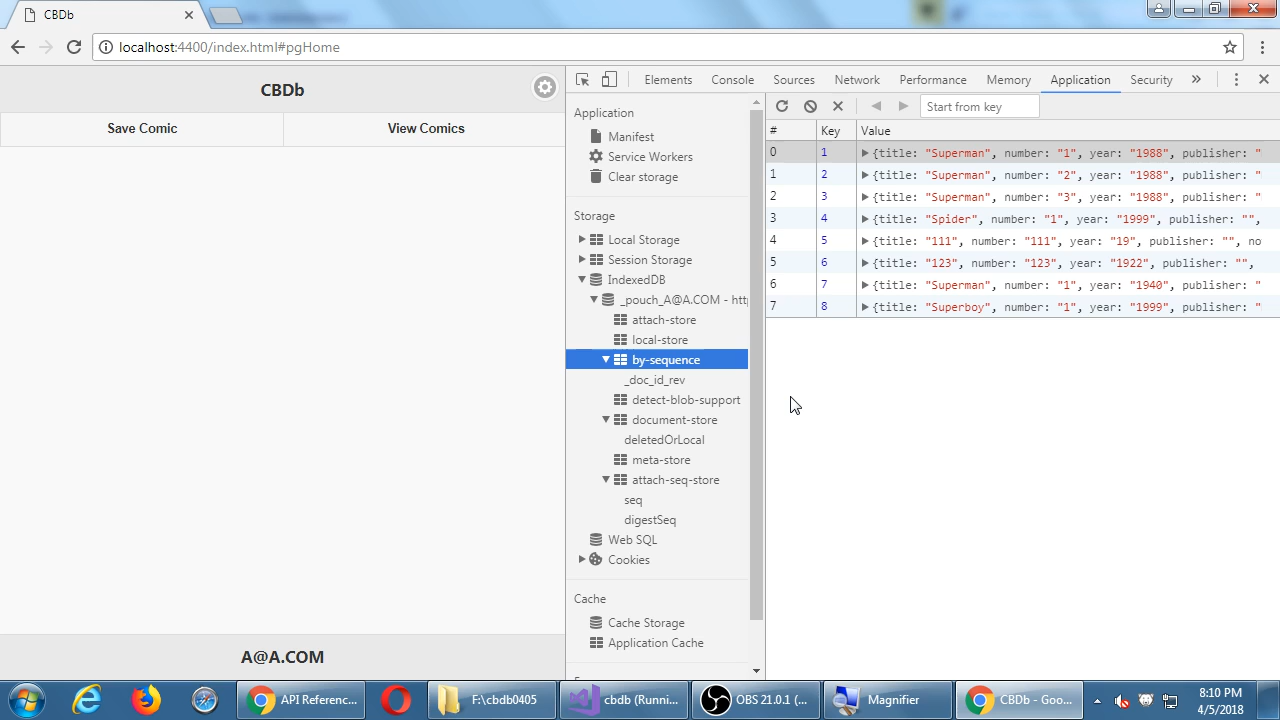 CBDb
localhost:4400/index.html#pgHome
CBDb
Save Comic
View Comics
A@A.COM
Elements Console Sources Network Performance Memory Application Security »
Application
Manifest
Service Workers
Clear storage
Storage
Local Storage
Session Storage
IndexedDB
_pouch_A@A.COM - http
attach-store
local-store
by-sequence
_doc_id_rev
detect-blob-support
document-store
deletedOrLocal
meta-store
attach-seq-store
seq
digestSeq
Web SQL
Cookies
Cache
Cache Storage
Application Cache
Start from key
# Key Value
0 1 {title: "Superman", number: "1", year: "1988", publisher: "
1 2 {title: "Superman", number: "2", year: "1988", publisher: "
2 3 {title: "Superman", number: "3", year: "1988", publisher: "
3 4 {title: "Spider", number: "1", year: "1999", publisher: "",
4 5 {title: "111", number: "111", year: "19", publisher: "", no
5 6 {title: "123", number: "123", year: "1922", publisher: "",
6 7 {title: "Superman", number: "1", year: "1940", publisher: "
7 8 {title: "Superboy", number: "1", year: "1999", publisher: "
API Referenc...
F:\cbdb0405
cbdb (Runni...
OBS 21.0.1 (...
Magnifier
CBDb - Goo...
8:10 PM
4/5/2018